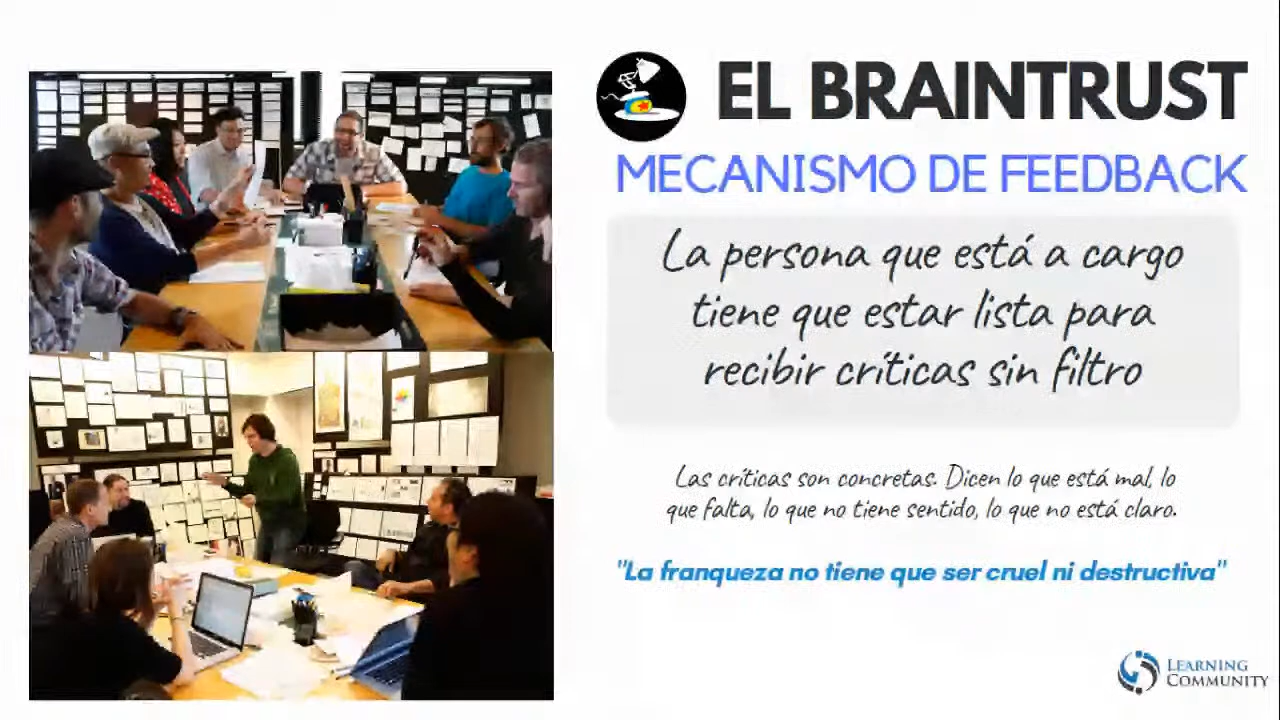 EL BRAINTRUST
MECANISMO DE FEEDBACK
La persona que está a cargo
tiene que estar lista para
recibir críticas sin filtro
Las críticas son concretas. Dicen lo que está mal, lo
que falta, lo que no tiene sentido, lo que no está claro.
"La franqueza no tiene que ser cruel ni destructiva"
LEARNING
COMMUNITY